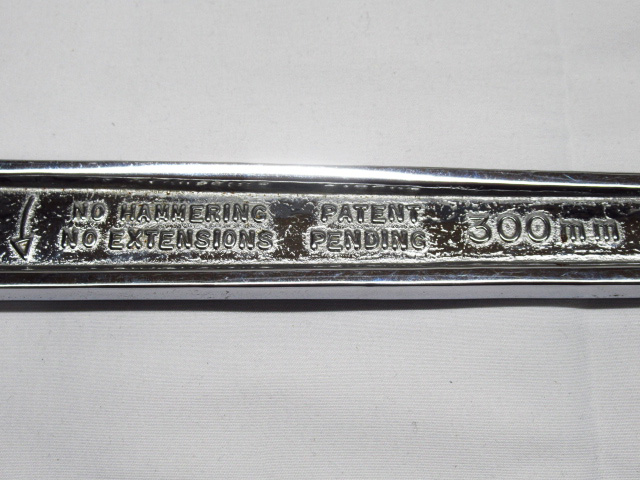 NO HAMMERING
NO EXTENSIONS
PATENT
PENDING
300mm